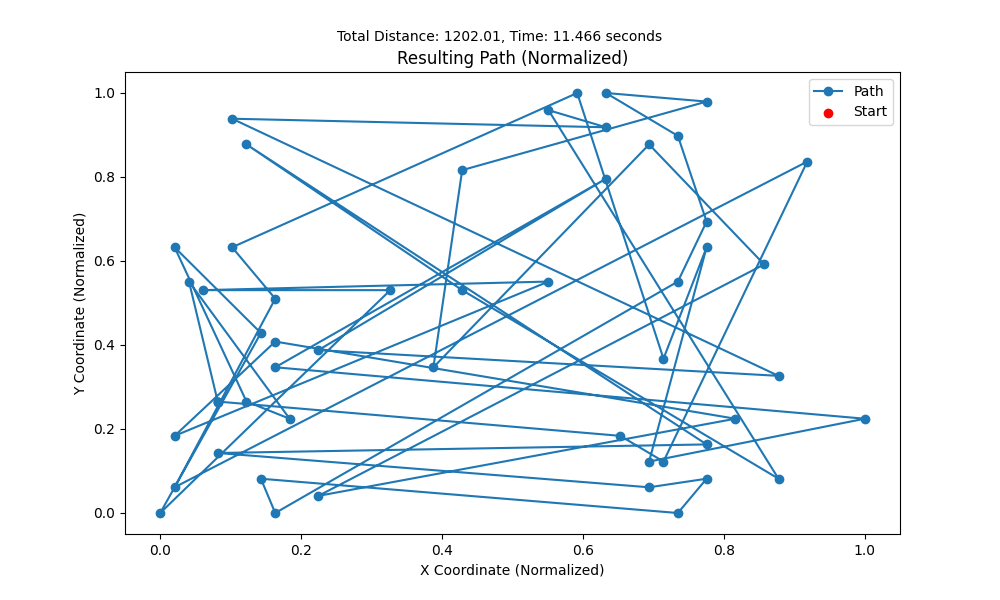 Total Distance: 1202.01, Time: 11.466 seconds
Resulting Path (Normalized)
Path
Start
Y Coordinate (Normalized)
1.0
0.8
0.6
0.4
0.2
0.0
0.0 0.2 0.4 0.6 0.8 1.0
X Coordinate (Normalized)